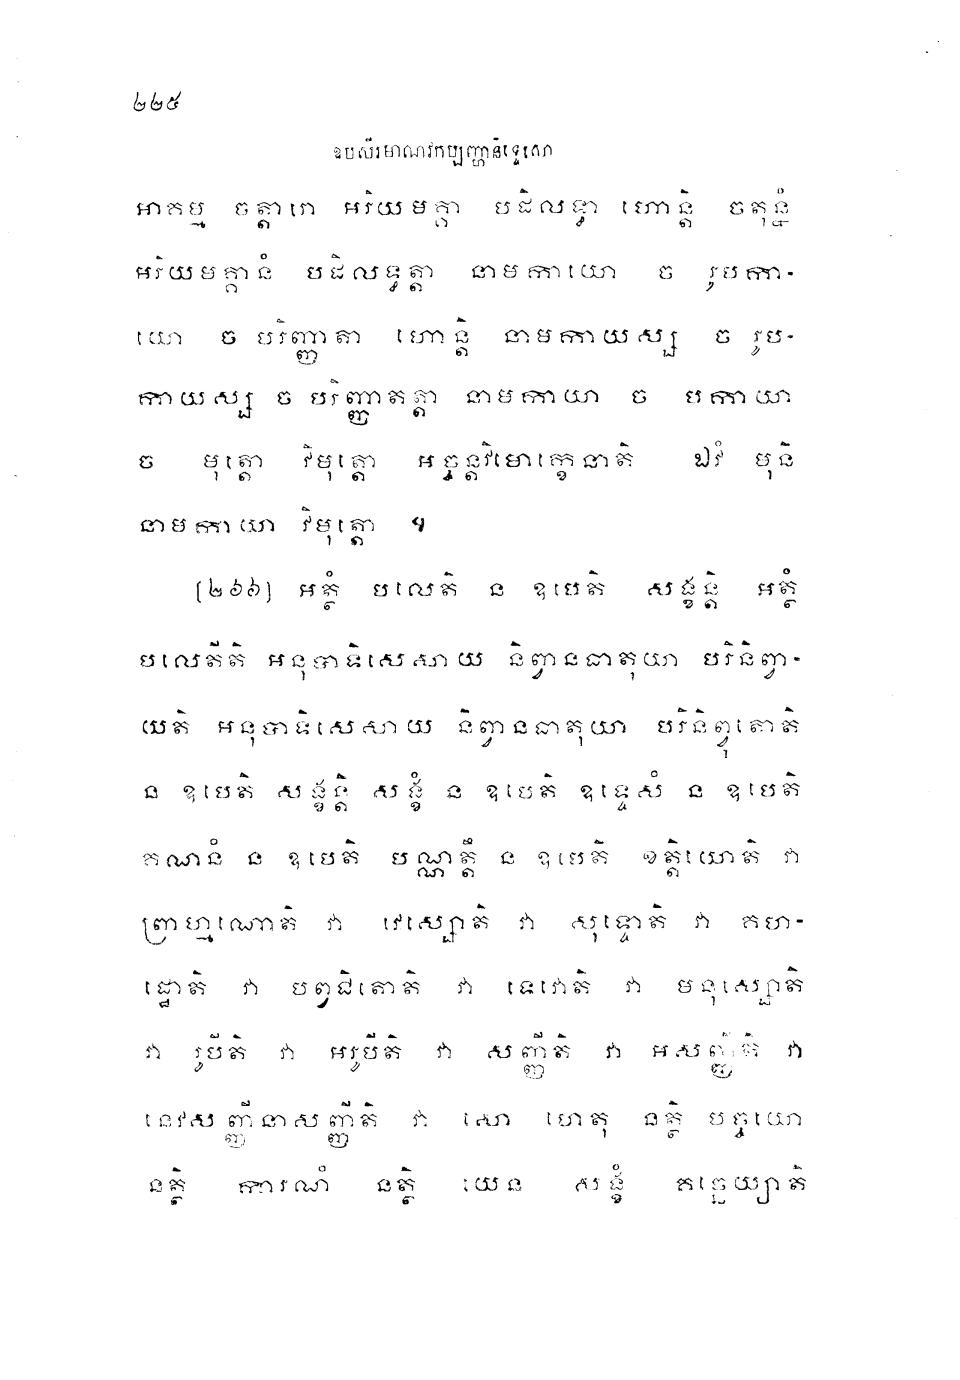 ២២៥
ឧបសីវមាណវកប្បញ្ហានិទ្ទេសោ
អាគម្ម ចត្តារោ អរិយមគ្គា បដិលទ្ធា ហោន្តិ ចតុន្នំ
អរិយមគ្គានំ បដិលទ្ធត្តា នាមកាយោ ច រូបកា-
យោ ច បរិញ្ញាតា ហោន្តិ នាមកាយស្ស ច រូប-
កាយស្ស ច បរិញ្ញាតត្តា នាមកាយា ច បកាយា
ច មុត្តោ វិមុត្តោ អច្ចន្តវិមោក្ខេនាតិ ឯវំ មុនិ
នាមកាយា វិមុត្តោ ។
[២៦៦] អត្ថំ បលេតិ ន ឧបេតិ សង្ខន្តិ អត្ថំ
បលេតីតិ អនុបាទិសេសាយ និព្វានធាតុយា បរិនិព្វា-
យតិ អនុបាទិសេសាយ និព្វានធាតុយា បរិនិព្វុតោតិ
ន ឧបេតិ សង្ខន្តិ សង្ខំ ន ឧបេតិ ឧទ្ទេសំ ន ឧបេតិ
គណនំ ន ឧបេតិ បណ្ណត្តឹ ន ឧបេតិ ខត្តិយោតិ វា
ព្រាហ្មណោតិ វា វេស្សោតិ វា សុទ្ទោតិ វា គហ-
ដ្ឋោតិ វា បព្វជិតោតិ វា ទេវោតិ វា មនុស្សោតិ
វា រូបីតិ វា អរូបីតិ វា សញ្ញីតិ វា អសញ្ញីតិ វា
នេវសញ្ញីនាសញ្ញីតិ វា សោ ហេតុ នត្ថិ បច្ចយោ
នត្ថិ ការណំ នត្ថិ យេន សង្ខំ គច្ឆេយ្យាតិ